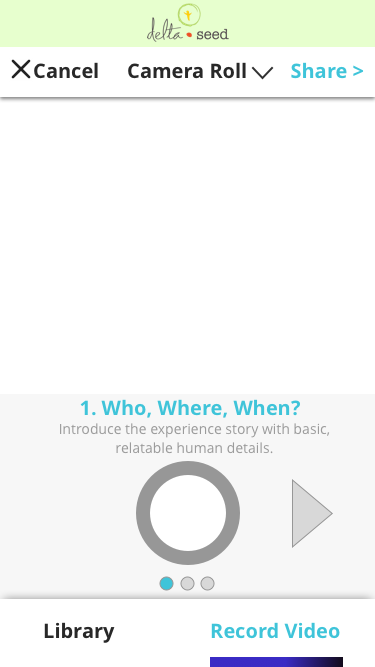 delta • seed
Cancel Camera Roll Share >
1. Who, Where, When?
Introduce the experience story with basic,
relatable human details.
Library Record Video